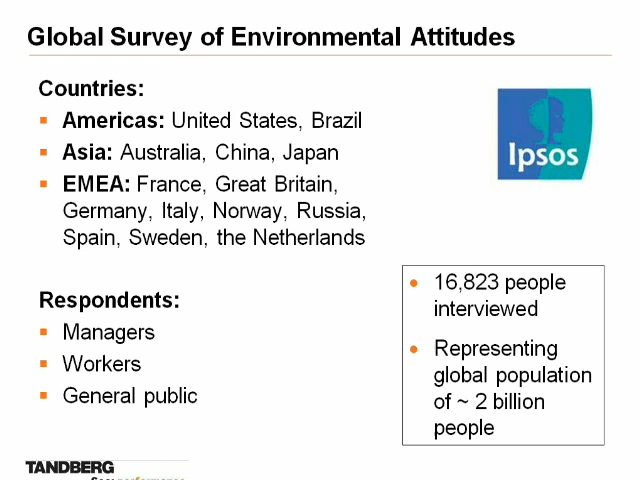 Global Survey of Environmental Attitudes
Countries:
Americas: United States, Brazil
Asia: Australia, China, Japan
EMEA: France, Great Britain,
Germany, Italy, Norway, Russia,
Spain, Sweden, the Netherlands
Ipsos
Respondents:
Managers
Workers
General public
16,823 people
interviewed
Representing
global population
of ~ 2 billion
people
TANDBERG